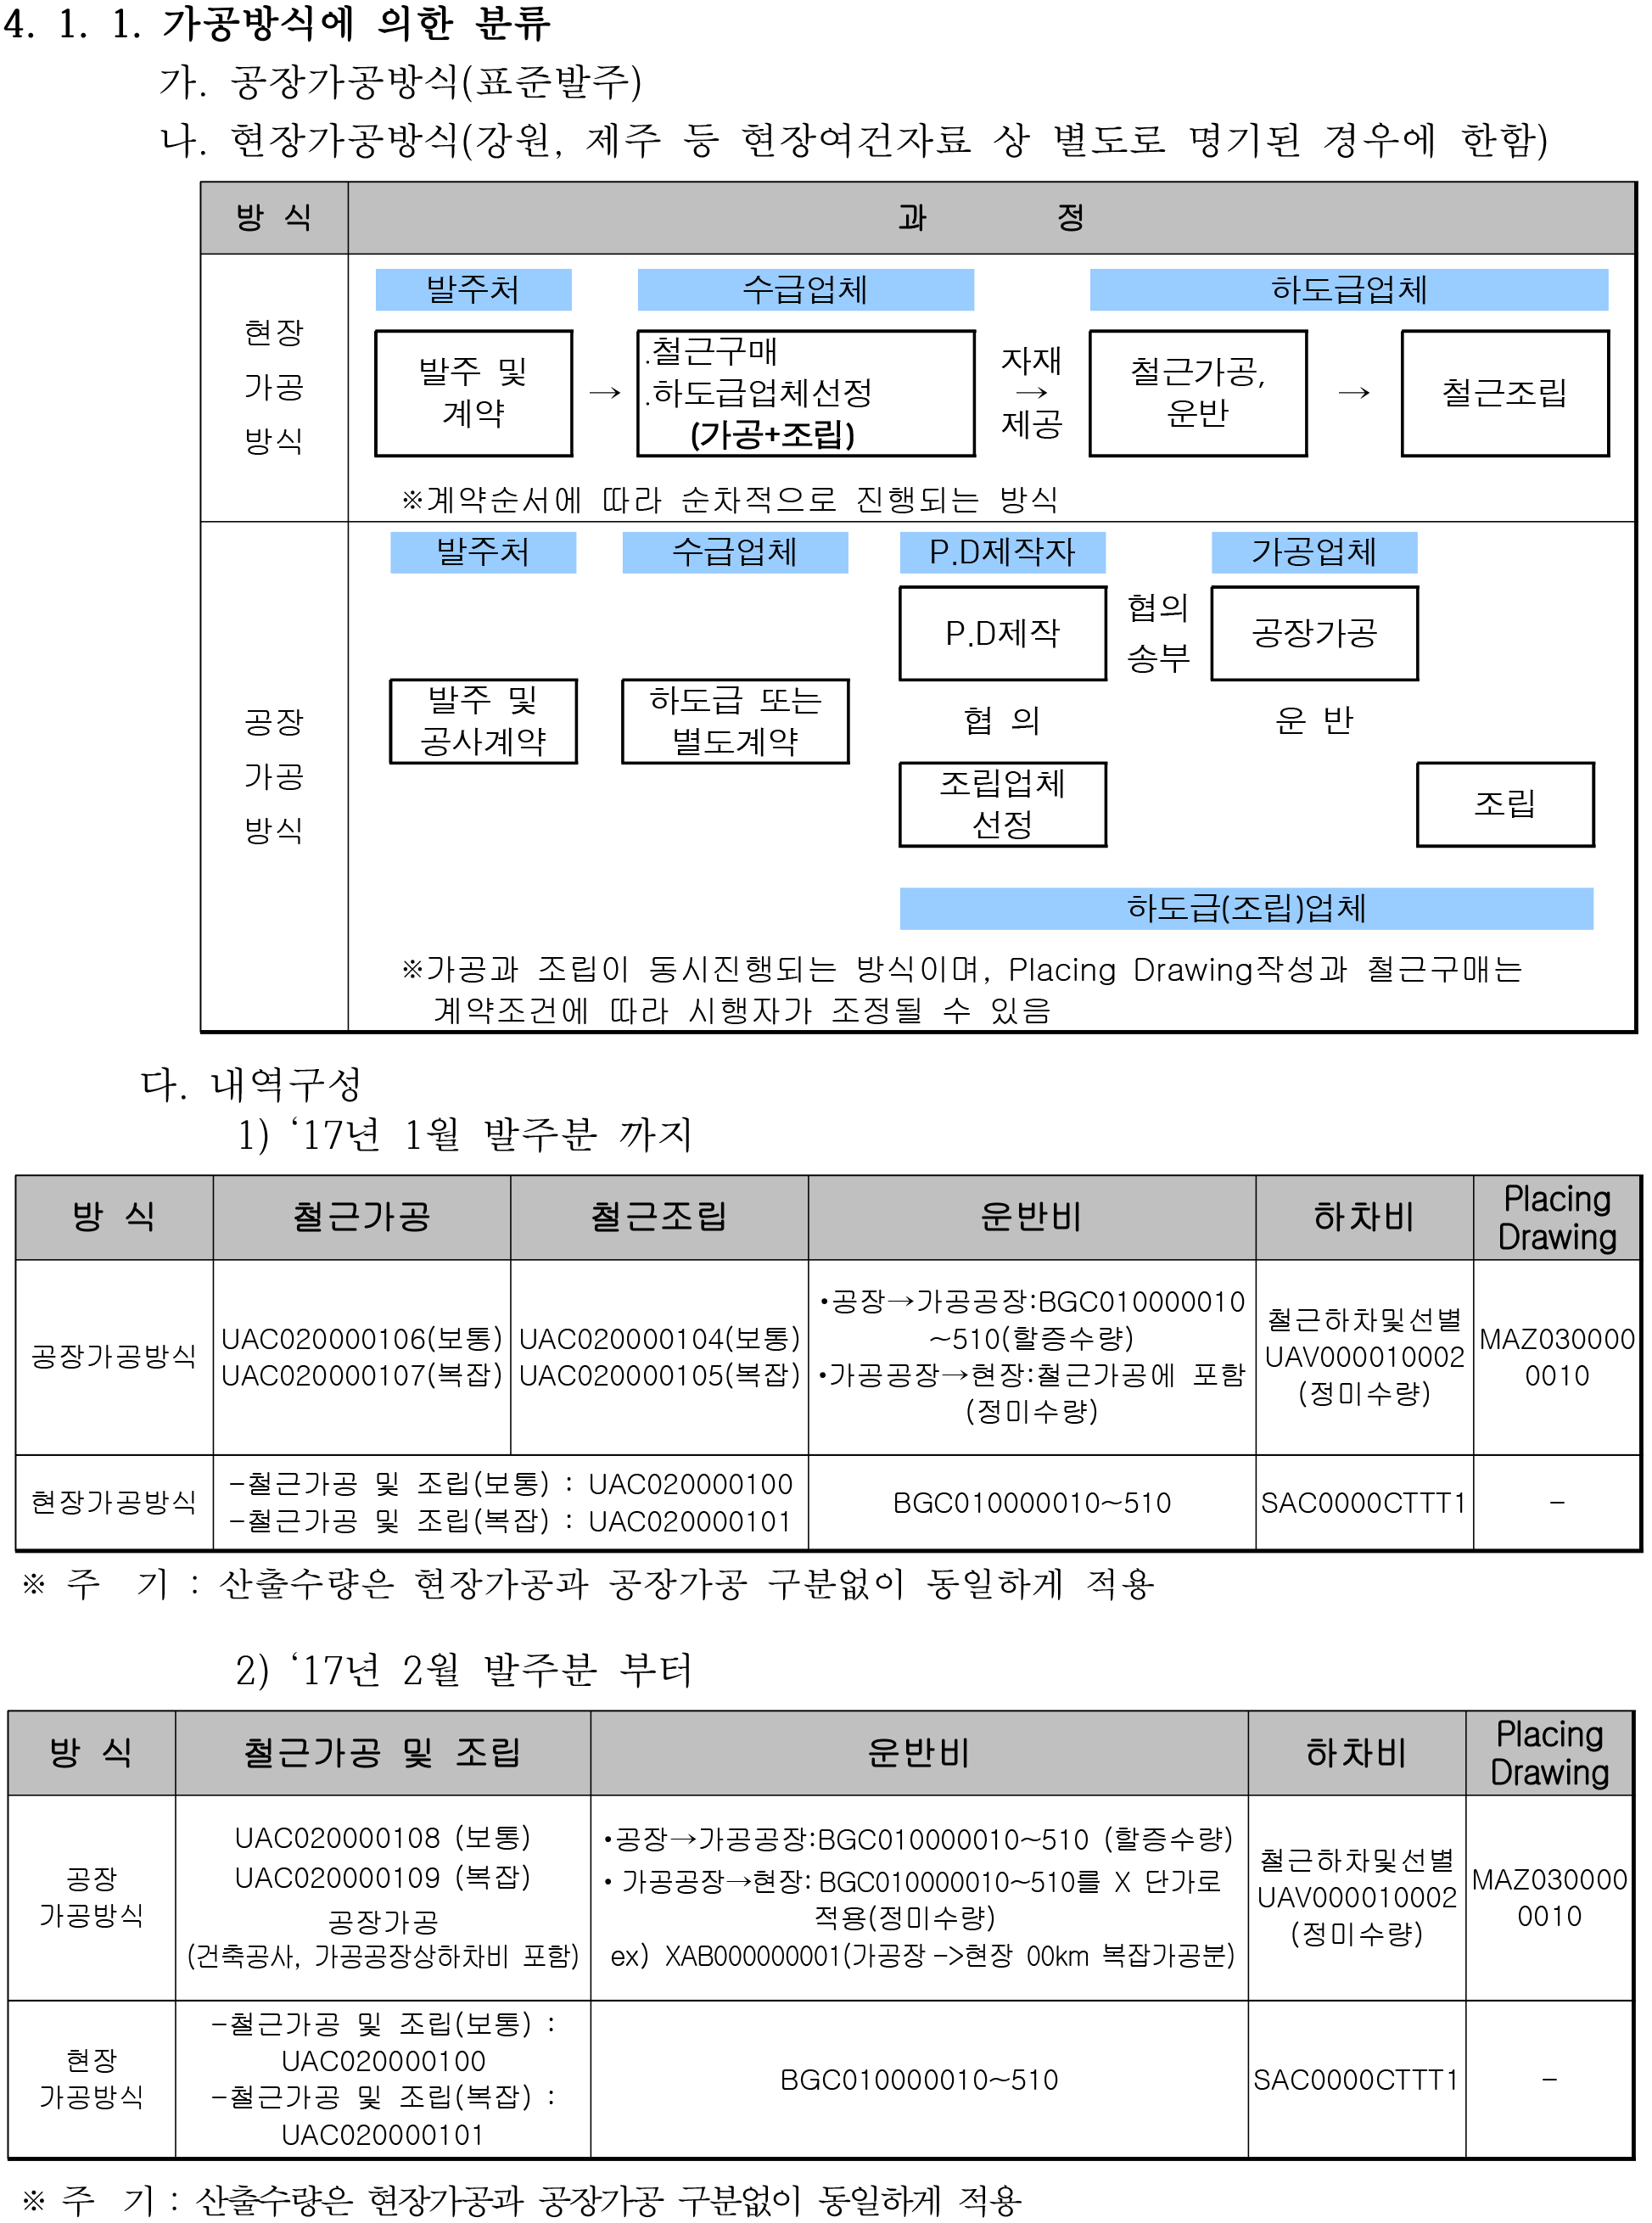 4. 1. 1. 가공방식에 의한 분류
가. 공장가공방식(표준발주)
나. 현장가공방식(강원, 제주 등 현장여건자료 상 별도로 명기된 경우에 한함)
방 식
과 정
현장
가공
방식
발주처
수급업체
하도급업체
발주 및
계약
→
.철근구매
.하도급업체선정
(가공+조립)
자재
→
제공
철근가공,
운반
→
철근조립
※계약순서에 따라 순차적으로 진행되는 방식
공장
가공
방식
발주처
수급업체
P.D제작자
가공업체
P.D제작
협의
송부
공장가공
발주 및
공사계약
하도급 또는
별도계약
협 의
운 반
조립업체
선정
조립
하도급(조립)업체
※가공과 조립이 동시진행되는 방식이며, Placing Drawing작성과 철근구매는
계약조건에 따라 시행자가 조정될 수 있음
다. 내역구성
1) ‘17년 1월 발주분 까지
방 식
철근가공
철근조립
운반비
하차비
Placing
Drawing
공장가공방식
UAC020000106(보통)
UAC020000107(복잡)
UAC020000104(보통)
UAC020000105(복잡)
•공장→가공공장:BGC010000010
~510(할증수량)
•가공공장→현장:철근가공에 포함
(정미수량)
철근하차및선별
UAV000010002
(정미수량)
MAZ030000
0010
현장가공방식
-철근가공 및 조립(보통) : UAC020000100
-철근가공 및 조립(복잡) : UAC020000101
BGC010000010~510
SAC0000CTTT1
-
※ 주 기 : 산출수량은 현장가공과 공장가공 구분없이 동일하게 적용
2) ‘17년 2월 발주분 부터
방 식
철근가공 및 조립
운반비
하차비
Placing
Drawing
공장
가공방식
UAC020000108 (보통)
UAC020000109 (복잡)
공장가공
(건축공사, 가공공장상하차비 포함)
•공장→가공공장:BGC010000010~510 (할증수량)
• 가공공장→현장: BGC010000010~510를 X 단가로
적용(정미수량)
ex) XAB000000001(가공장 ->현장 00km 복잡가공분)
철근하차및선별
UAV000010002
(정미수량)
MAZ030000
0010
현장
가공방식
-철근가공 및 조립(보통) :
UAC020000100
-철근가공 및 조립(복잡) :
UAC020000101
BGC010000010~510
SAC0000CTTT1
-
※ 주 기 : 산출수량은 현장가공과 공장가공 구분없이 동일하게 적용